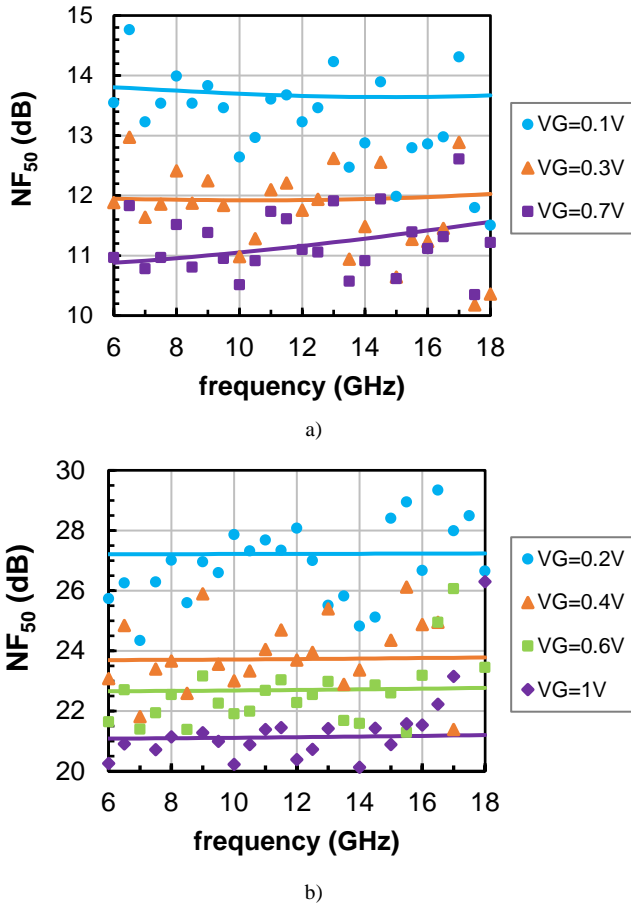 15
14
13
12
11
10
NF50 (dB)
6 8 10 12 14 16 18
frequency (GHz)
VG=0.1V
VG=0.3V
VG=0.7V
a)
30
28
26
24
22
20
NF50 (dB)
6 8 10 12 14 16 18
frequency (GHz)
VG=0.2V
VG=0.4V
VG=0.6V
VG=1V
b)